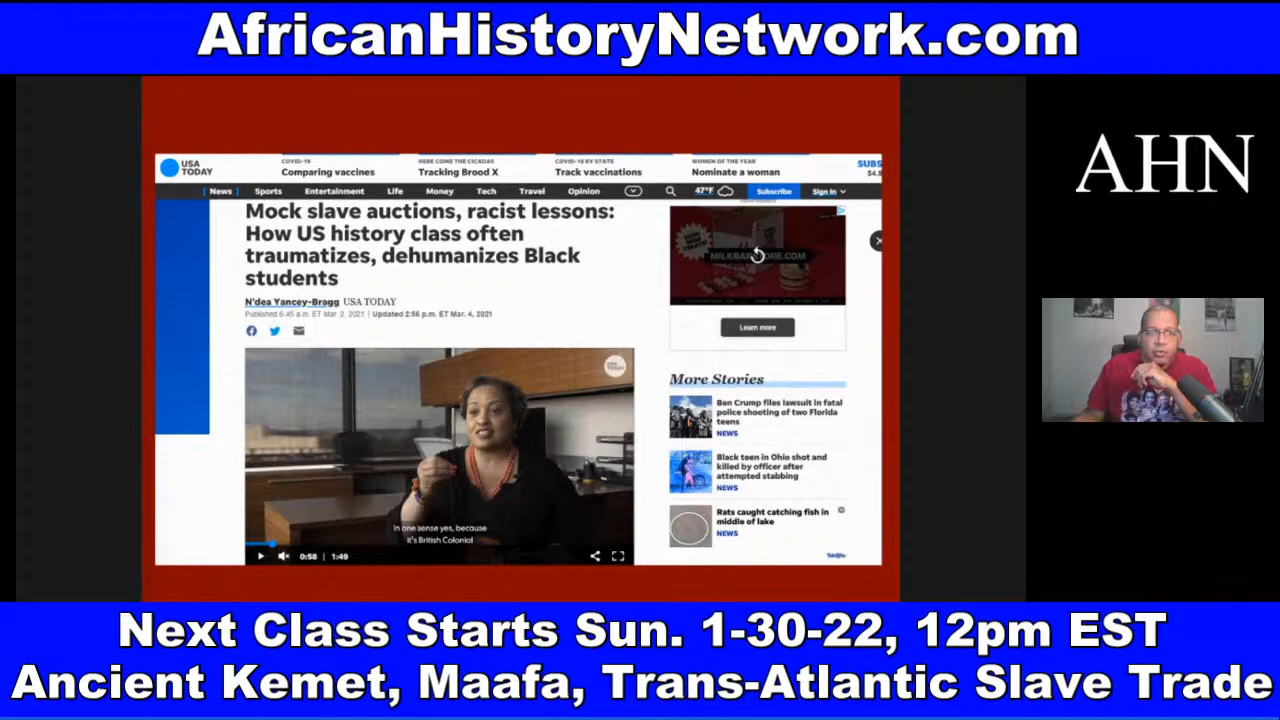 AfricanHistoryNetwork.com
AHN
USA
TODAY
COVID-19
Comparing vaccines
HERE COME THE CICADAS
Tracking Brood X
COVID-19 BY STATE
Track vaccinations
WOMEN OF THE YEAR
Nominate a woman
SUBS
[ News ]
Sports
Entertainment
Life
Money
Tech
Travel
Opinion
47°F
Subscribe
Sign In
Mock slave auctions, racist lessons:
How US history class often
traumatizes, dehumanizes Black
students
N'dea Yancey-Bragg USA TODAY
Published 6:45 a.m. ET Mar. 2, 2021 | Updated 2:56 p.m. ET Mar. 4, 2021
MILKBARSTORE.COM
Learn more
More Stories
Ben Crump files lawsuit in fatal
police shooting of two Florida
teens
NEWS
Black teen in Ohio shot and
killed by officer after
attempted stabbing
NEWS
Rats caught catching fish in
middle of lake
NEWS
USA
TODAY
In one sense yes, because
it's British Colonial
0:58 | 1:49
Next Class Starts Sun. 1-30-22, 12pm EST
Ancient Kemet, Maafa, Trans-Atlantic Slave Trade